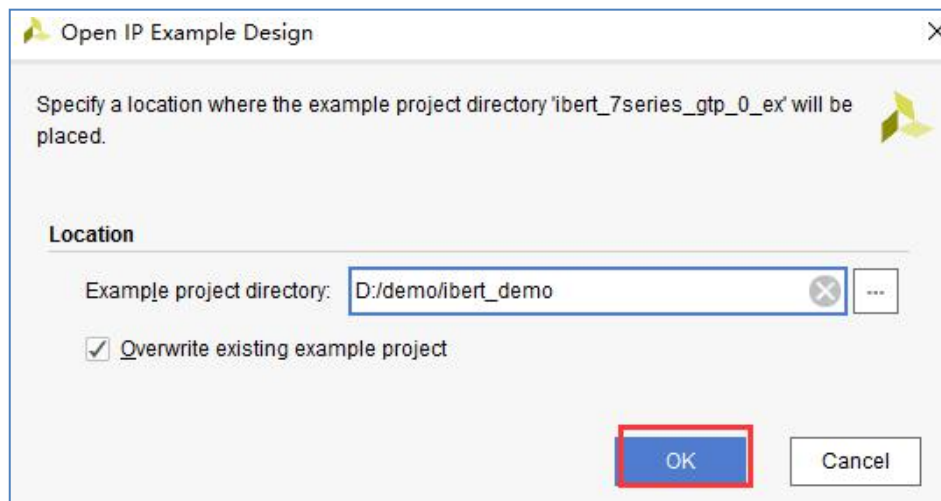 Open IP Example Design
Specify a location where the example project directory 'ibert_7series_gtp_0_ex' will be
placed.
Location
Example project directory: D:/demo/ibert_demo ...
Overwrite existing example project
OK Cancel